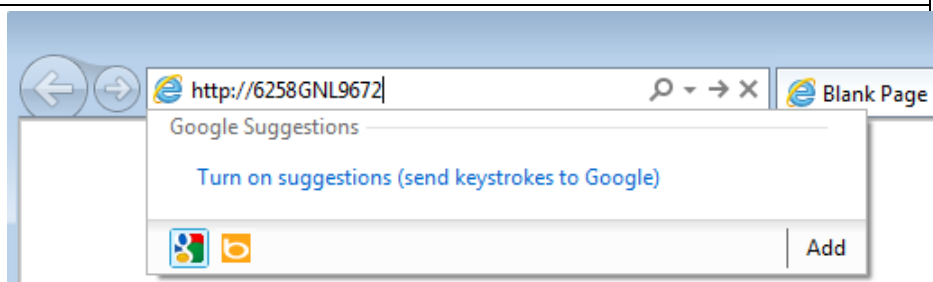 http://6258GNL9672
Blank Page
Google Suggestions
Turn on suggestions (send keystrokes to Google)
Add